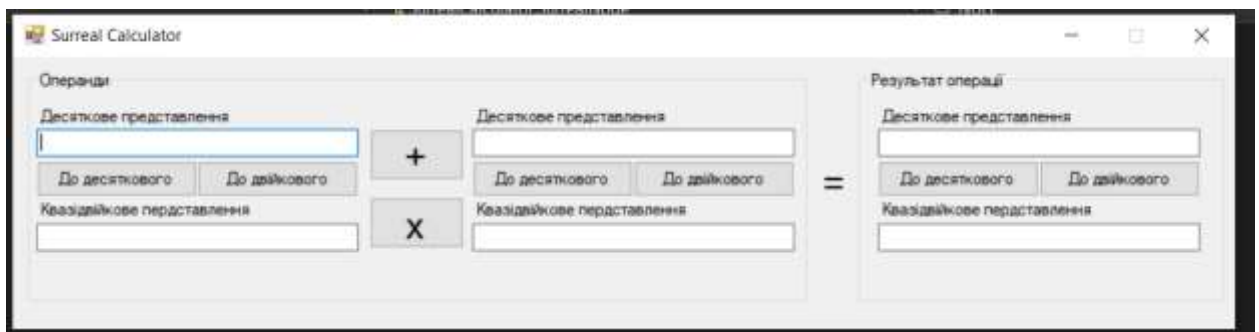 Surreal Calculator
Операнди
Результат операції
Десяткове представлення
Десяткове представлення
Десяткове представлення
+
До десяткового До двійкового
До десяткового До двійкового
=
До десяткового До двійкового
Квазідвійкове пердставлення
Квазідвійкове пердставлення
Квазідвійкове пердставлення
X